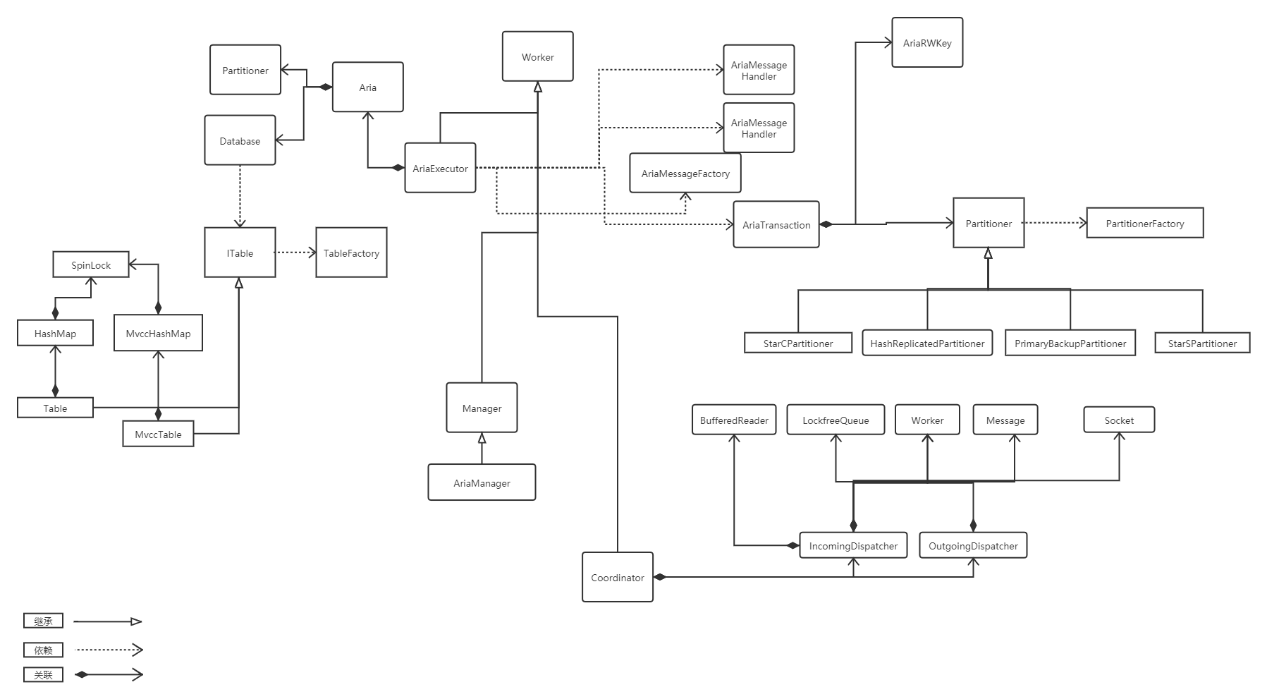 AriaRWKey
Worker
Partitioner
AriaMessage
Handler
Aria
Database
AriaMessage
Handler
AriaExecutor
AriaMessageFactory
AriaTransaction
Partitioner
PartitionerFactory
ITable
TableFactory
SpinLock
HashMap
MvccHashMap
StarCPartitioner
HashReplicatedPartitioner
PrimaryBackupPartitioner
StarSPartitioner
Table
MvccTable
Manager
BufferedReader
LockfreeQueue
Worker
Message
Socket
AriaManager
IncomingDispatcher
OutgoingDispatcher
Coordinator
继承
依赖
关联